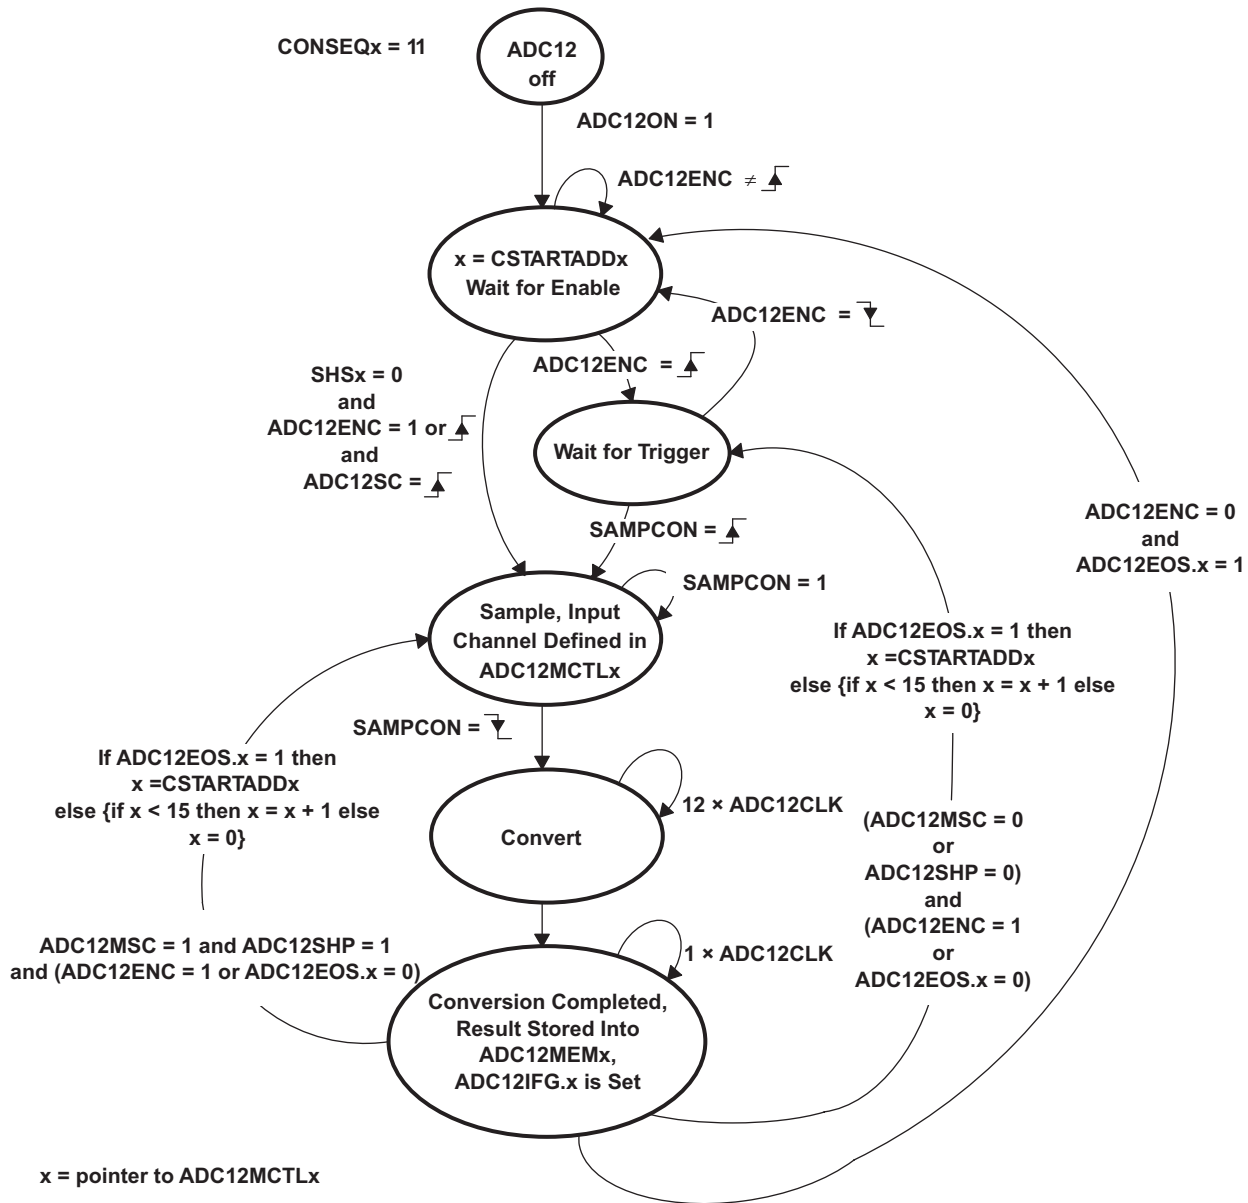 CONSEQx = 11
ADC12
off
ADC12ON = 1
ADC12ENC ≠
x = CSTARTADDx
Wait for Enable
ADC12ENC =
ADC12ENC =
SHSx = 0
and
ADC12ENC = 1 or
and
ADC12SC =
Wait for Trigger
SAMPCON =
ADC12ENC = 0
and
ADC12EOS.x = 1
SAMPCON = 1
Sample, Input
Channel Defined in
ADC12MCTLx
If ADC12EOS.x = 1 then
x =CSTARTADDx
else {if x < 15 then x = x + 1 else
x = 0}
SAMPCON =
If ADC12EOS.x = 1 then
x =CSTARTADDx
else {if x < 15 then x = x + 1 else
x = 0}
12 × ADC12CLK
Convert
(ADC12MSC = 0
or
ADC12SHP = 0)
and
(ADC12ENC = 1
or
ADC12EOS.x = 0)
ADC12MSC = 1 and ADC12SHP = 1
and (ADC12ENC = 1 or ADC12EOS.x = 0)
1 × ADC12CLK
Conversion Completed,
Result Stored Into
ADC12MEMx,
ADC12IFG.x is Set
x = pointer to ADC12MCTLx